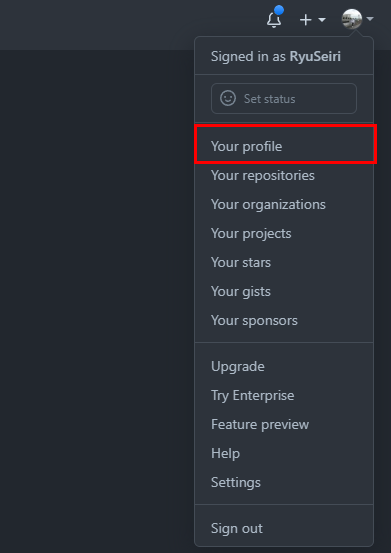 Signed in as RyuSeiri
Set status
Your profile
Your repositories
Your organizations
Your projects
Your stars
Your gists
Your sponsors
Upgrade
Try Enterprise
Feature preview
Help
Settings
Sign out